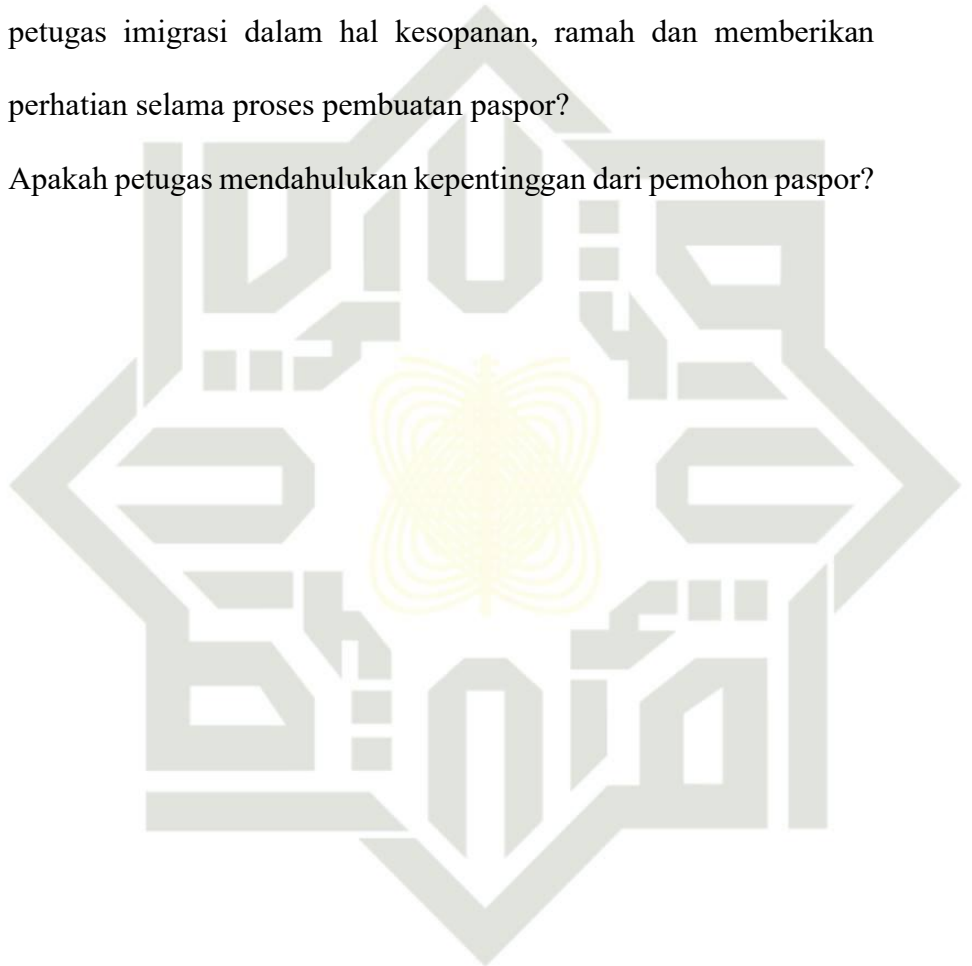 petugas imigrasi dalam hal kesopanan, ramah dan memberikan
perhatian selama proses pembuatan paspor?
Apakah petugas mendahulukan kepentinggan dari pemohon paspor?